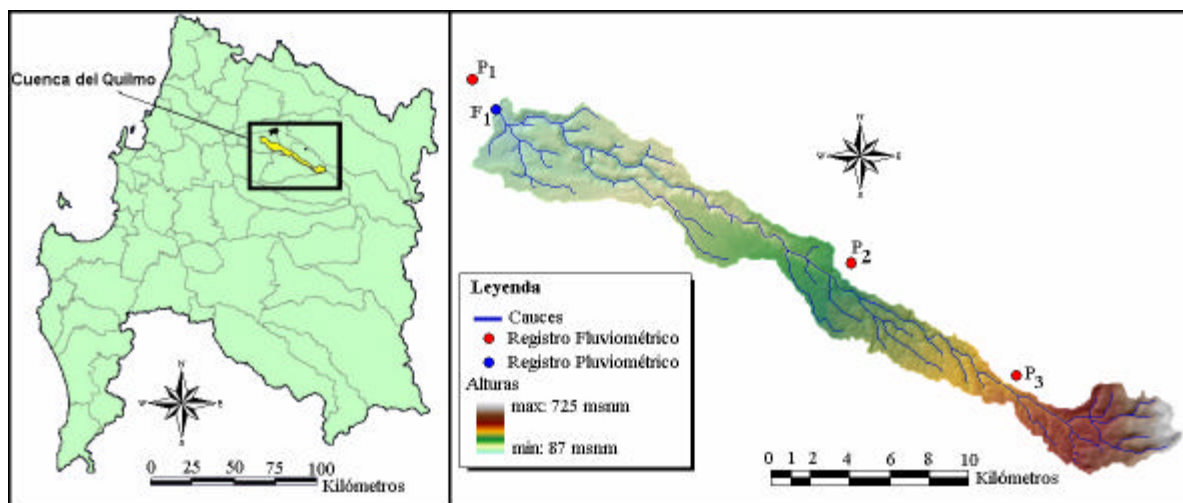 Cuenca del Quilmo
N
W
E
S
0 25 50 75 100
Kilómetros
P1
F1
W
E
S
P2
P3
Leyenda
Cauces
Registro Fluviométrico
Registro Pluviométrico
Alturas
max: 725 msnm
min: 87 msnm
0 1 2 4 6 8 10
Kilómetros